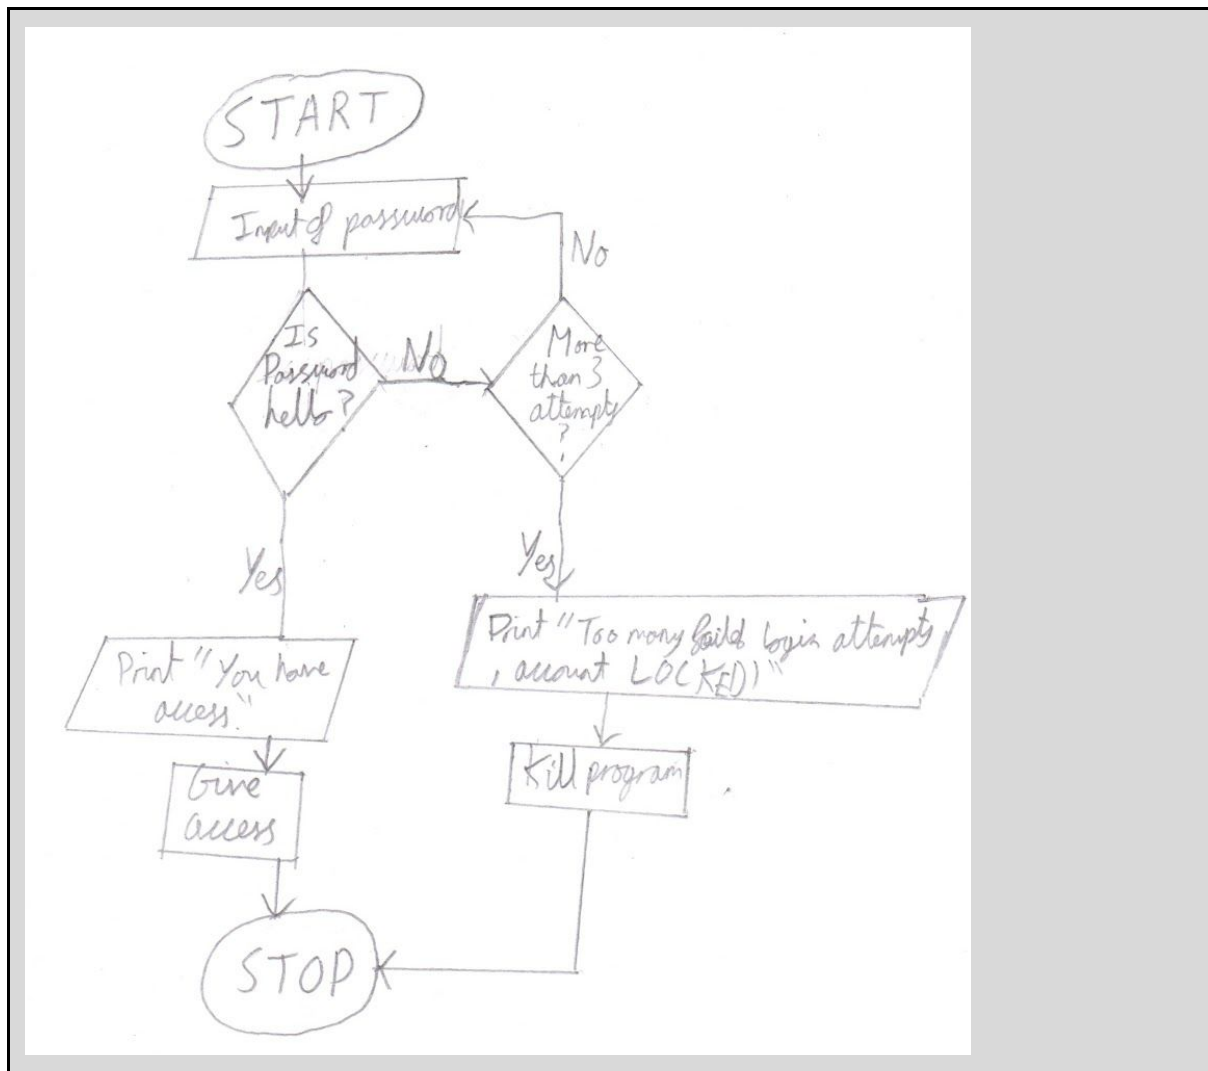 START
Input of password
No
Is
Password
hello?
No
More
than 3
attempts
?
Yes
Yes
Print "Too many failed login attempts
, account LOCKED)"
Print "You have
access."
Kill program
Give
access
STOP